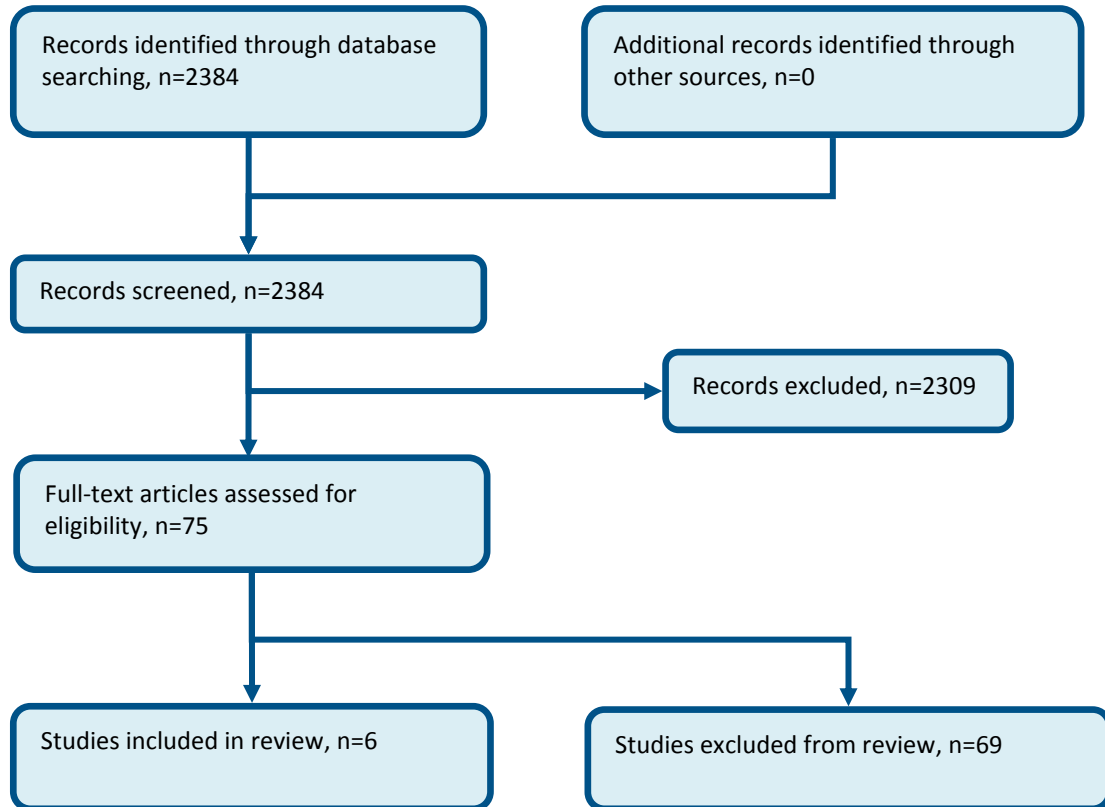 Records identified through database
searching, n=2384
Additional records identified through
other sources, n=0
Records screened, n=2384
Records excluded, n=2309
Full-text articles assessed for
eligibility, n=75
Studies included in review, n=6
Studies excluded from review, n=69